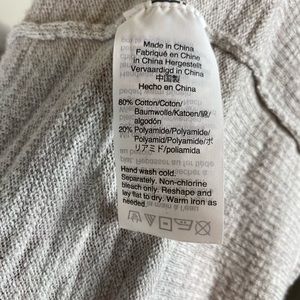 Made in China
Fabriqué en Chine
In China Hergestellt
Vervaardigd in China
中国製
Hecho en China
80% Cotton/Coton/
Baumwolle/Katoen/綿/
algodón
20% Polyamide/Polyamide/
Polyamid/Polyamide/ポ
リアミド/poliamida
Hand wash cold.
Separately. Non-chlorine
bleach only. Reshape and
lay flat to dry. Warm iron as
needed.